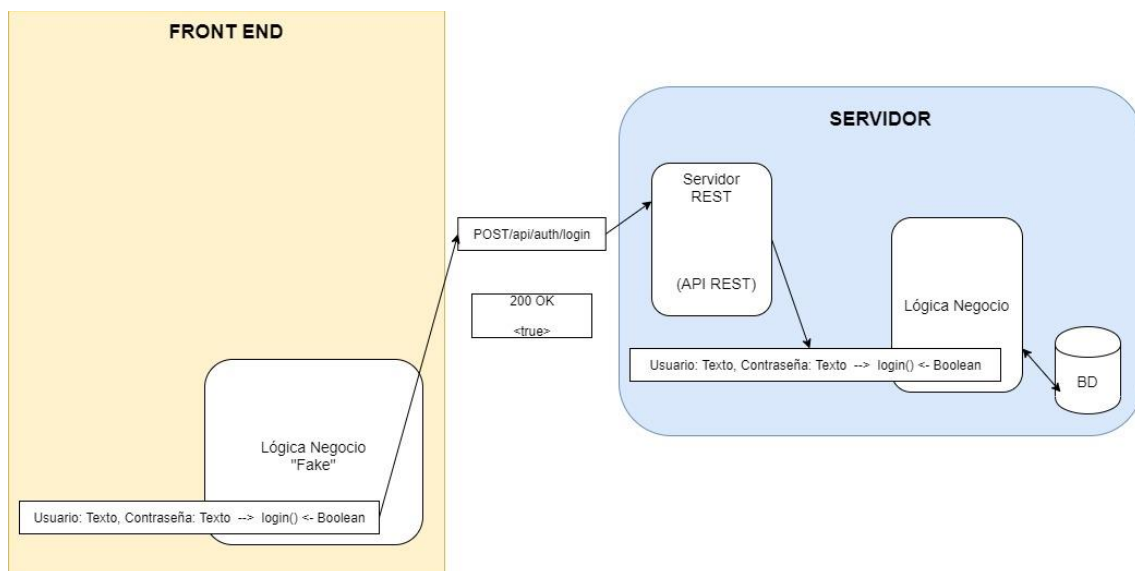 FRONT END
SERVIDOR
Servidor
REST
(API REST)
POST/api/auth/login
200 OK
<true>
Lógica Negocio
Usuario: Texto, Contraseña: Texto --> login() <- Boolean
BD
Lógica Negocio
"Fake"
Usuario: Texto, Contraseña: Texto --> login() <- Boolean